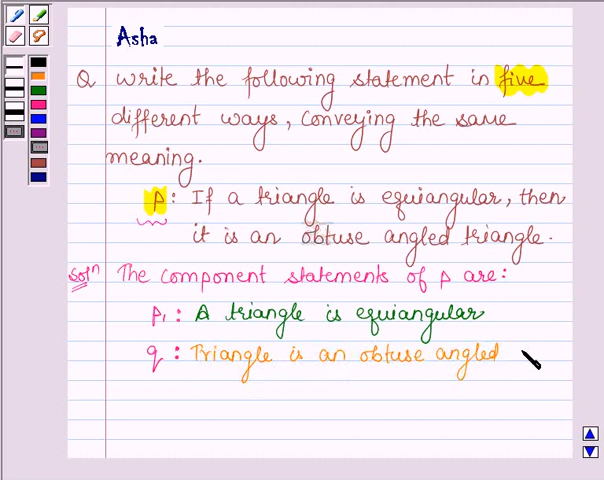 Asha
Q Write the following statement in five
different ways, conveying the same
meaning.
p: If a triangle is equiangular, then
it is an obtuse angled triangle.
Solⁿ The component statements of p are:
p₁: A triangle is equiangular
q: Triangle is an obtuse angled